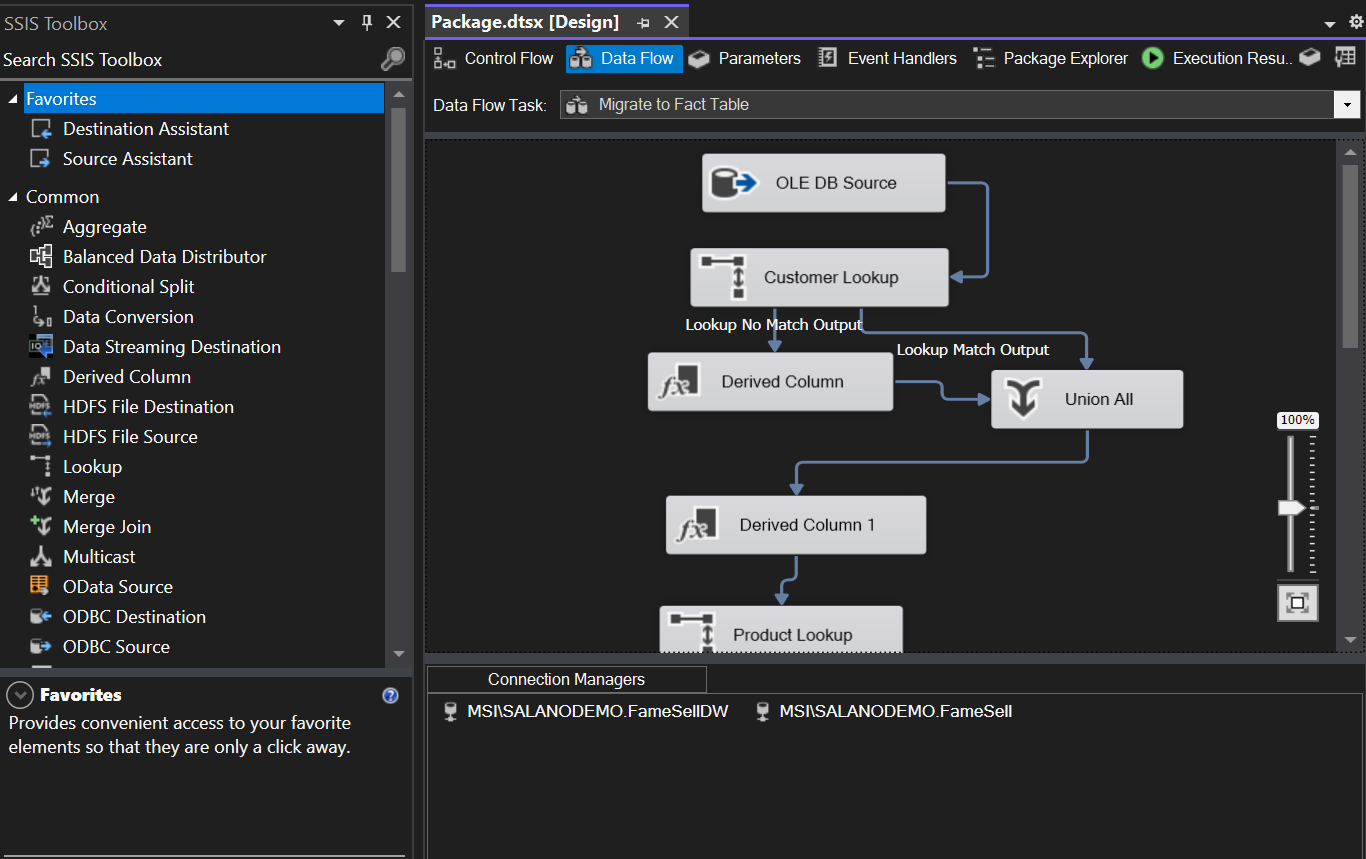 SSIS Toolbox
Search SSIS Toolbox
Favorites
Destination Assistant
Source Assistant
Common
Aggregate
Balanced Data Distributor
Conditional Split
Data Conversion
Data Streaming Destination
Derived Column
HDFS File Destination
HDFS File Source
Lookup
Merge
Merge Join
Multicast
OData Source
ODBC Destination
ODBC Source
Favorites
Provides convenient access to your favorite
elements so that they are only a click away.
Package.dtsx [Design]
Control Flow Data Flow Parameters Event Handlers Package Explorer Execution Resu..
Data Flow Task: Migrate to Fact Table
OLE DB Source
Customer Lookup
Lookup No Match Output
Lookup Match Output
Derived Column
Union All
100%
Derived Column 1
Product Lookup
Connection Managers
MSI\SALANODEMO.FameSellDW MSI\SALANODEMO.FameSell